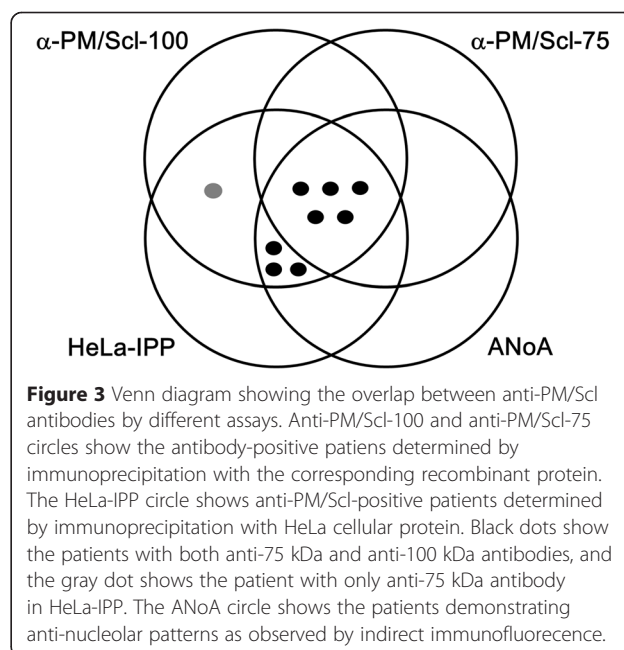 α-PM/Scl-100 α-PM/Scl-75
HeLa-IPP ANoA
Figure 3 Venn diagram showing the overlap between anti-PM/Scl
antibodies by different assays. Anti-PM/Scl-100 and anti-PM/Scl-75
circles show the antibody-positive patiens determined by
immunoprecipitation with the corresponding recombinant protein.
The HeLa-IPP circle shows anti-PM/Scl-positive patients determined
by immunoprecipitation with HeLa cellular protein. Black dots show
the patients with both anti-75 kDa and anti-100 kDa antibodies, and
the gray dot shows the patient with only anti-75 kDa antibody
in HeLa-IPP. The ANoA circle shows the patients demonstrating
anti-nucleolar patterns as observed by indirect immunofluorecence.